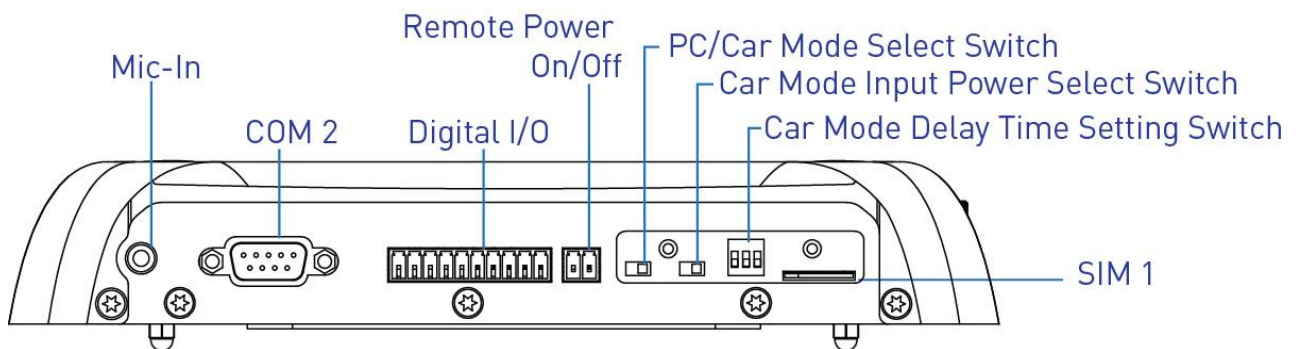 Remote Power
On/Off
PC/Car Mode Select Switch
Mic-In
Car Mode Input Power Select Switch
COM 2
Digital I/O
Car Mode Delay Time Setting Switch
SIM 1